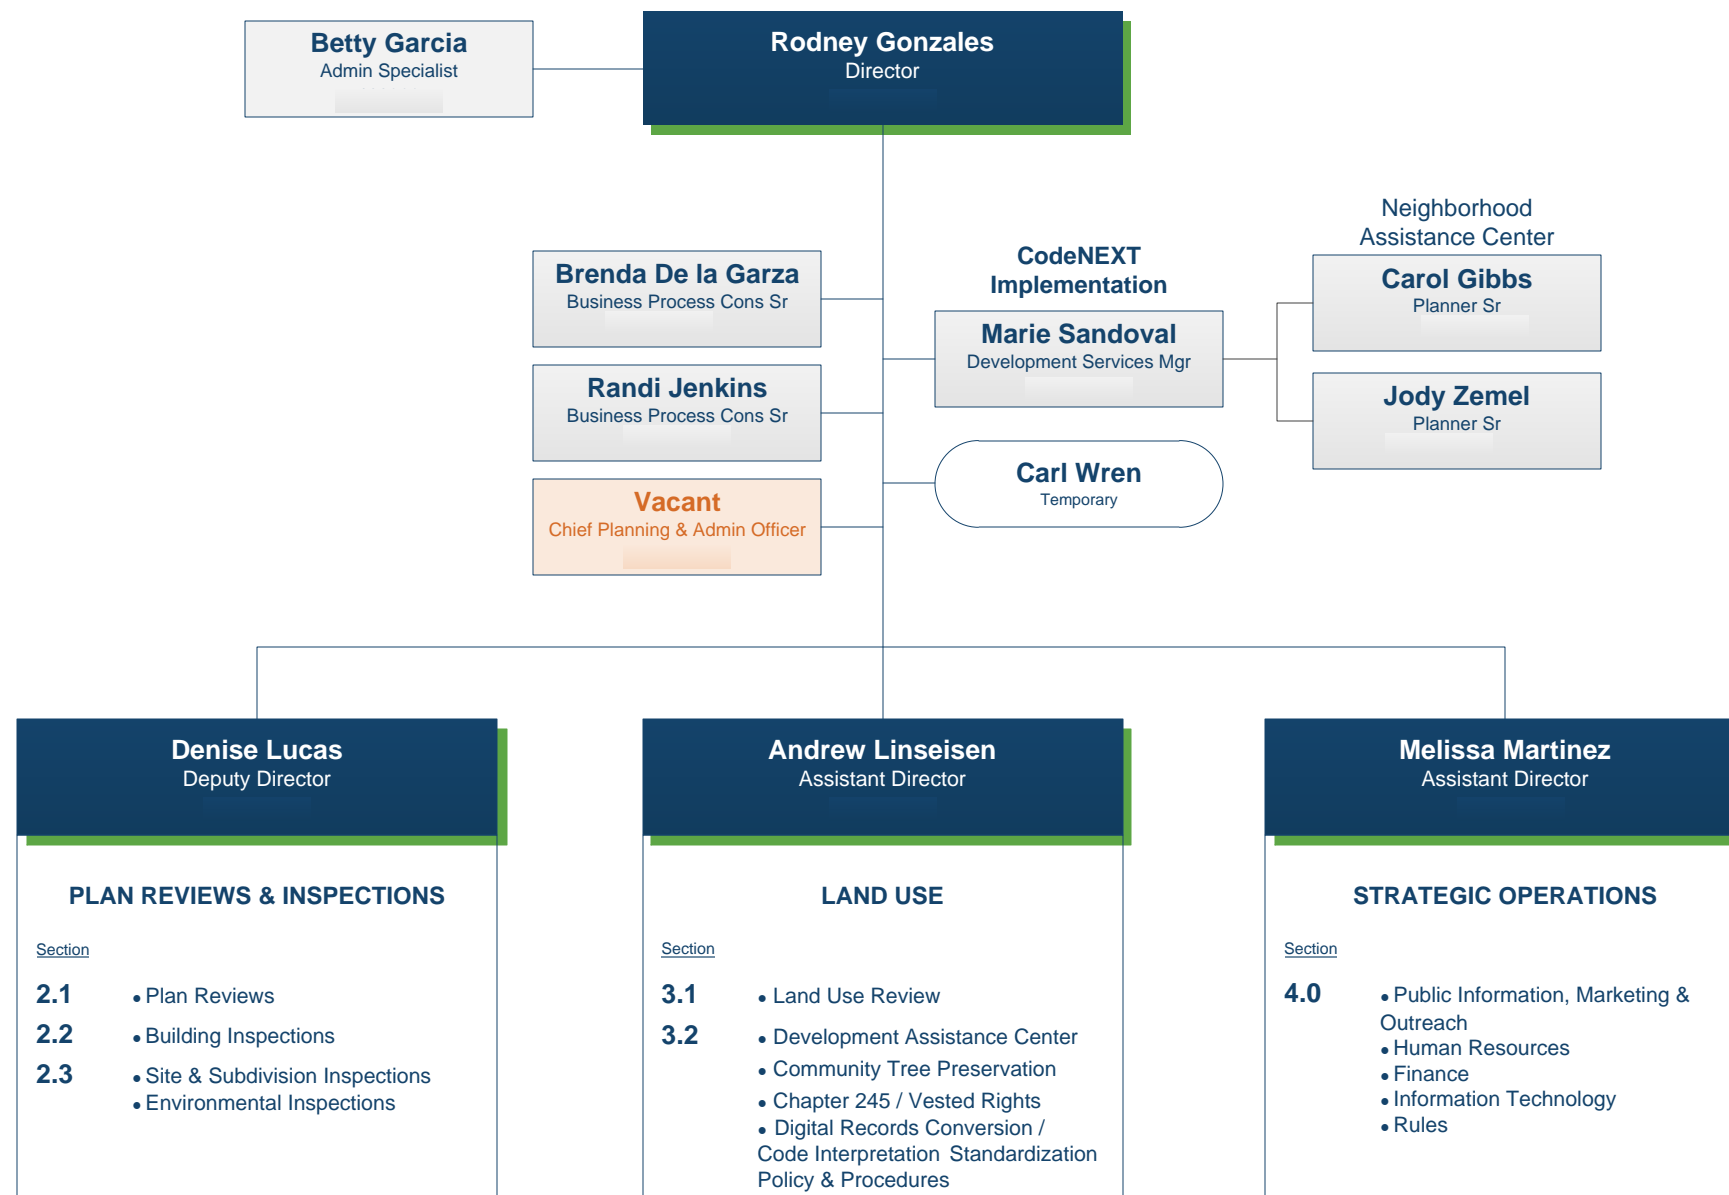 Betty Garcia
Admin Specialist
Rodney Gonzales
Director
Neighborhood
Assistance Center
CodeNEXT
Implementation
Brenda De la Garza
Business Process Cons Sr
Carol Gibbs
Planner Sr
Marie Sandoval
Development Services Mgr
Randi Jenkins
Business Process Cons Sr
Jody Zemel
Planner Sr
Carl Wren
Temporary
Vacant
Chief Planning & Admin Officer
Denise Lucas
Deputy Director
PLAN REVIEWS & INSPECTIONS
Section
2.1 • Plan Reviews
2.2 • Building Inspections
2.3 • Site & Subdivision Inspections
• Environmental Inspections
Andrew Linseisen
Assistant Director
LAND USE
Section
3.1 • Land Use Review
3.2 • Development Assistance Center
• Community Tree Preservation
• Chapter 245 / Vested Rights
• Digital Records Conversion /
Code Interpretation Standardization
Policy & Procedures
Melissa Martinez
Assistant Director
STRATEGIC OPERATIONS
Section
4.0 • Public Information, Marketing &
Outreach
• Human Resources
• Finance
• Information Technology
• Rules